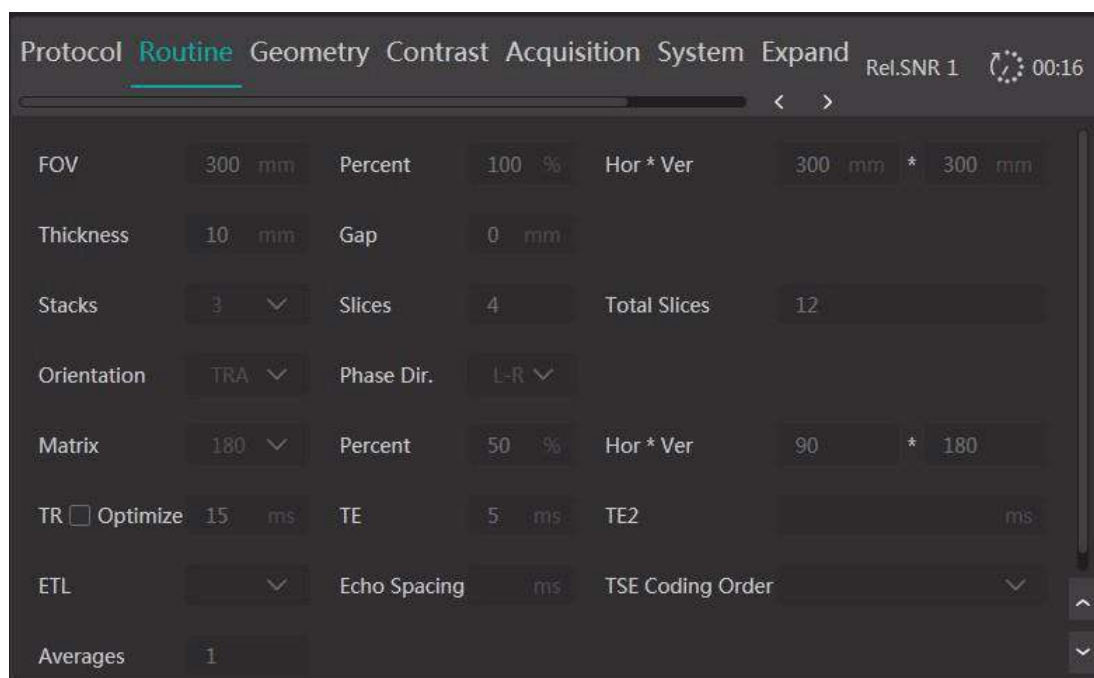 Protocol Routine Geometry Contrast Acquisition System Expand Rel.SNR 1 00:16
FOV 300 mm Percent 100 % Hor * Ver 300 mm * 300 mm
Thickness 10 mm Gap 0 mm
Stacks 3 Slices 4 Total Slices 12
Orientation TRA Phase Dir. L-R
Matrix 180 Percent 50 % Hor * Ver 90 * 180
TR Optimize 15 ms TE 5 ms TE2 ms
ETL Echo Spacing ms TSE Coding Order
Averages 1